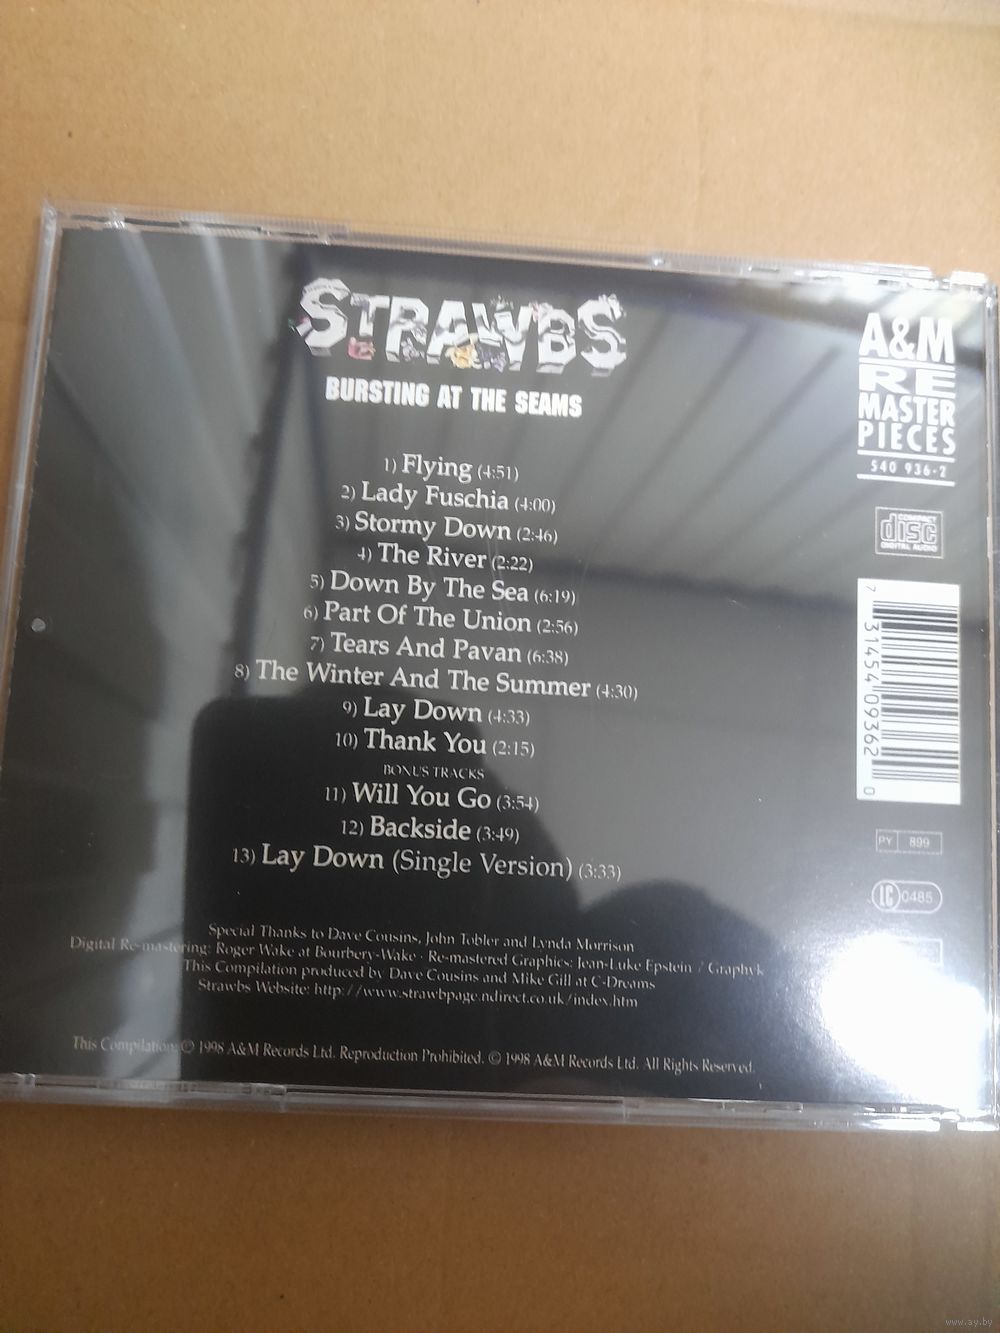 STRAWBS
BURSTING AT THE SEAMS
1) Flying (4:51)
2) Lady Fuschia (4:00)
3) Stormy Down (2:46)
4) The River (2:22)
5) Down By The Sea (6:19)
6) Part Of The Union (2:56)
7) Tears And Pavan (6:38)
8) The Winter And The Summer (4:30)
9) Lay Down (4:33)
10) Thank You (2:15)
BONUS TRACKS
11) Will You Go (3:54)
12) Backside (3:49)
13) Lay Down (Single Version) (3:33)
Special Thanks to Dave Cousins, John Tobler and Lynda Morrison
Digital Re-mastering: Roger Wake at Bourbery-Wake · Re-mastered Graphics: Jean-Luke Epstein / Graphyk
This Compilation produced by Dave Cousins and Mike Gill at C-Dreams
Strawbs Website: http://www.strawbpage.ndirect.co.uk/index.htm
This Compilation ℗ 1998 A&M Records Ltd. Reproduction Prohibited. © 1998 A&M Records Ltd. All Rights Reserved.
A&M
RE
MASTER
PIECES
540 936-2
COMPACT
disc
DIGITAL AUDIO
7 31454 09362 0
PY 899
LC 0485
www.ay.by